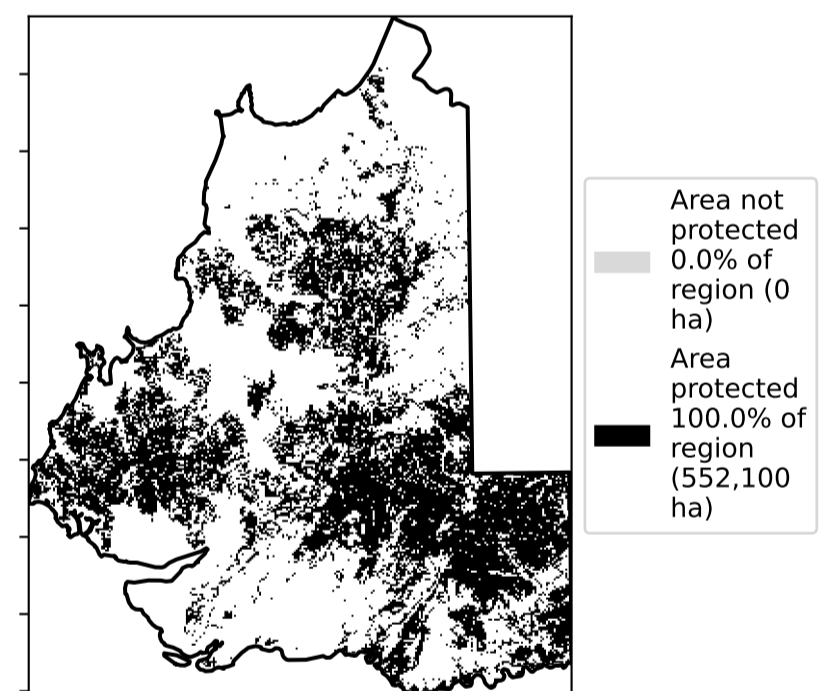 Area not
protected
0.0% of
region (0
ha)
Area
protected
100.0% of
region
(552,100
ha)